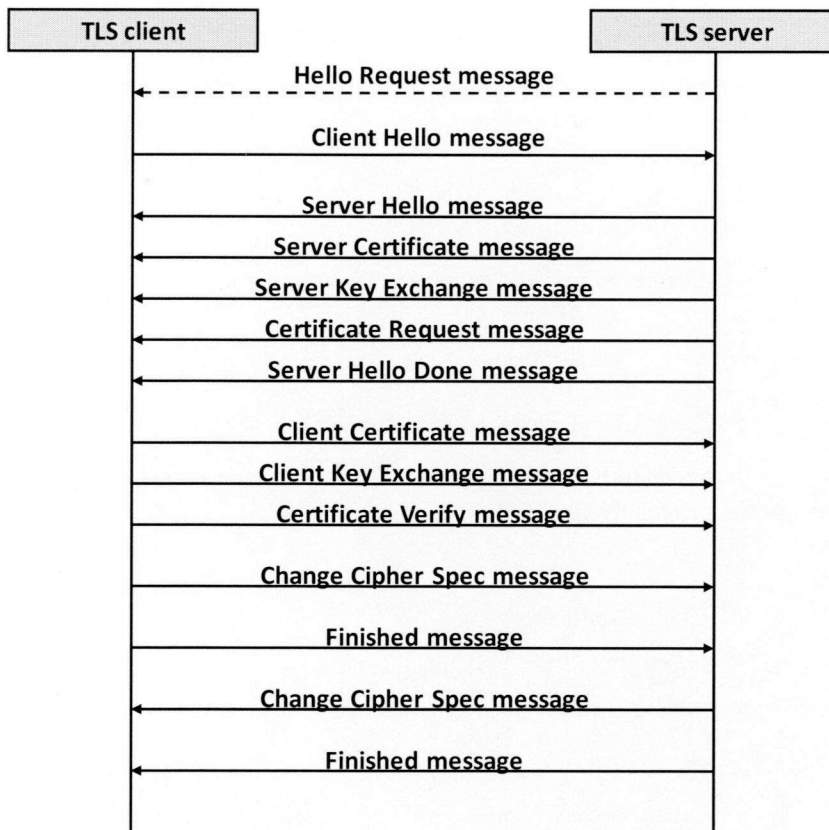 TLS client
TLS server
Hello Request message
Client Hello message
Server Hello message
Server Certificate message
Server Key Exchange message
Certificate Request message
Server Hello Done message
Client Certificate message
Client Key Exchange message
Certificate Verify message
Change Cipher Spec message
Finished message
Change Cipher Spec message
Finished message